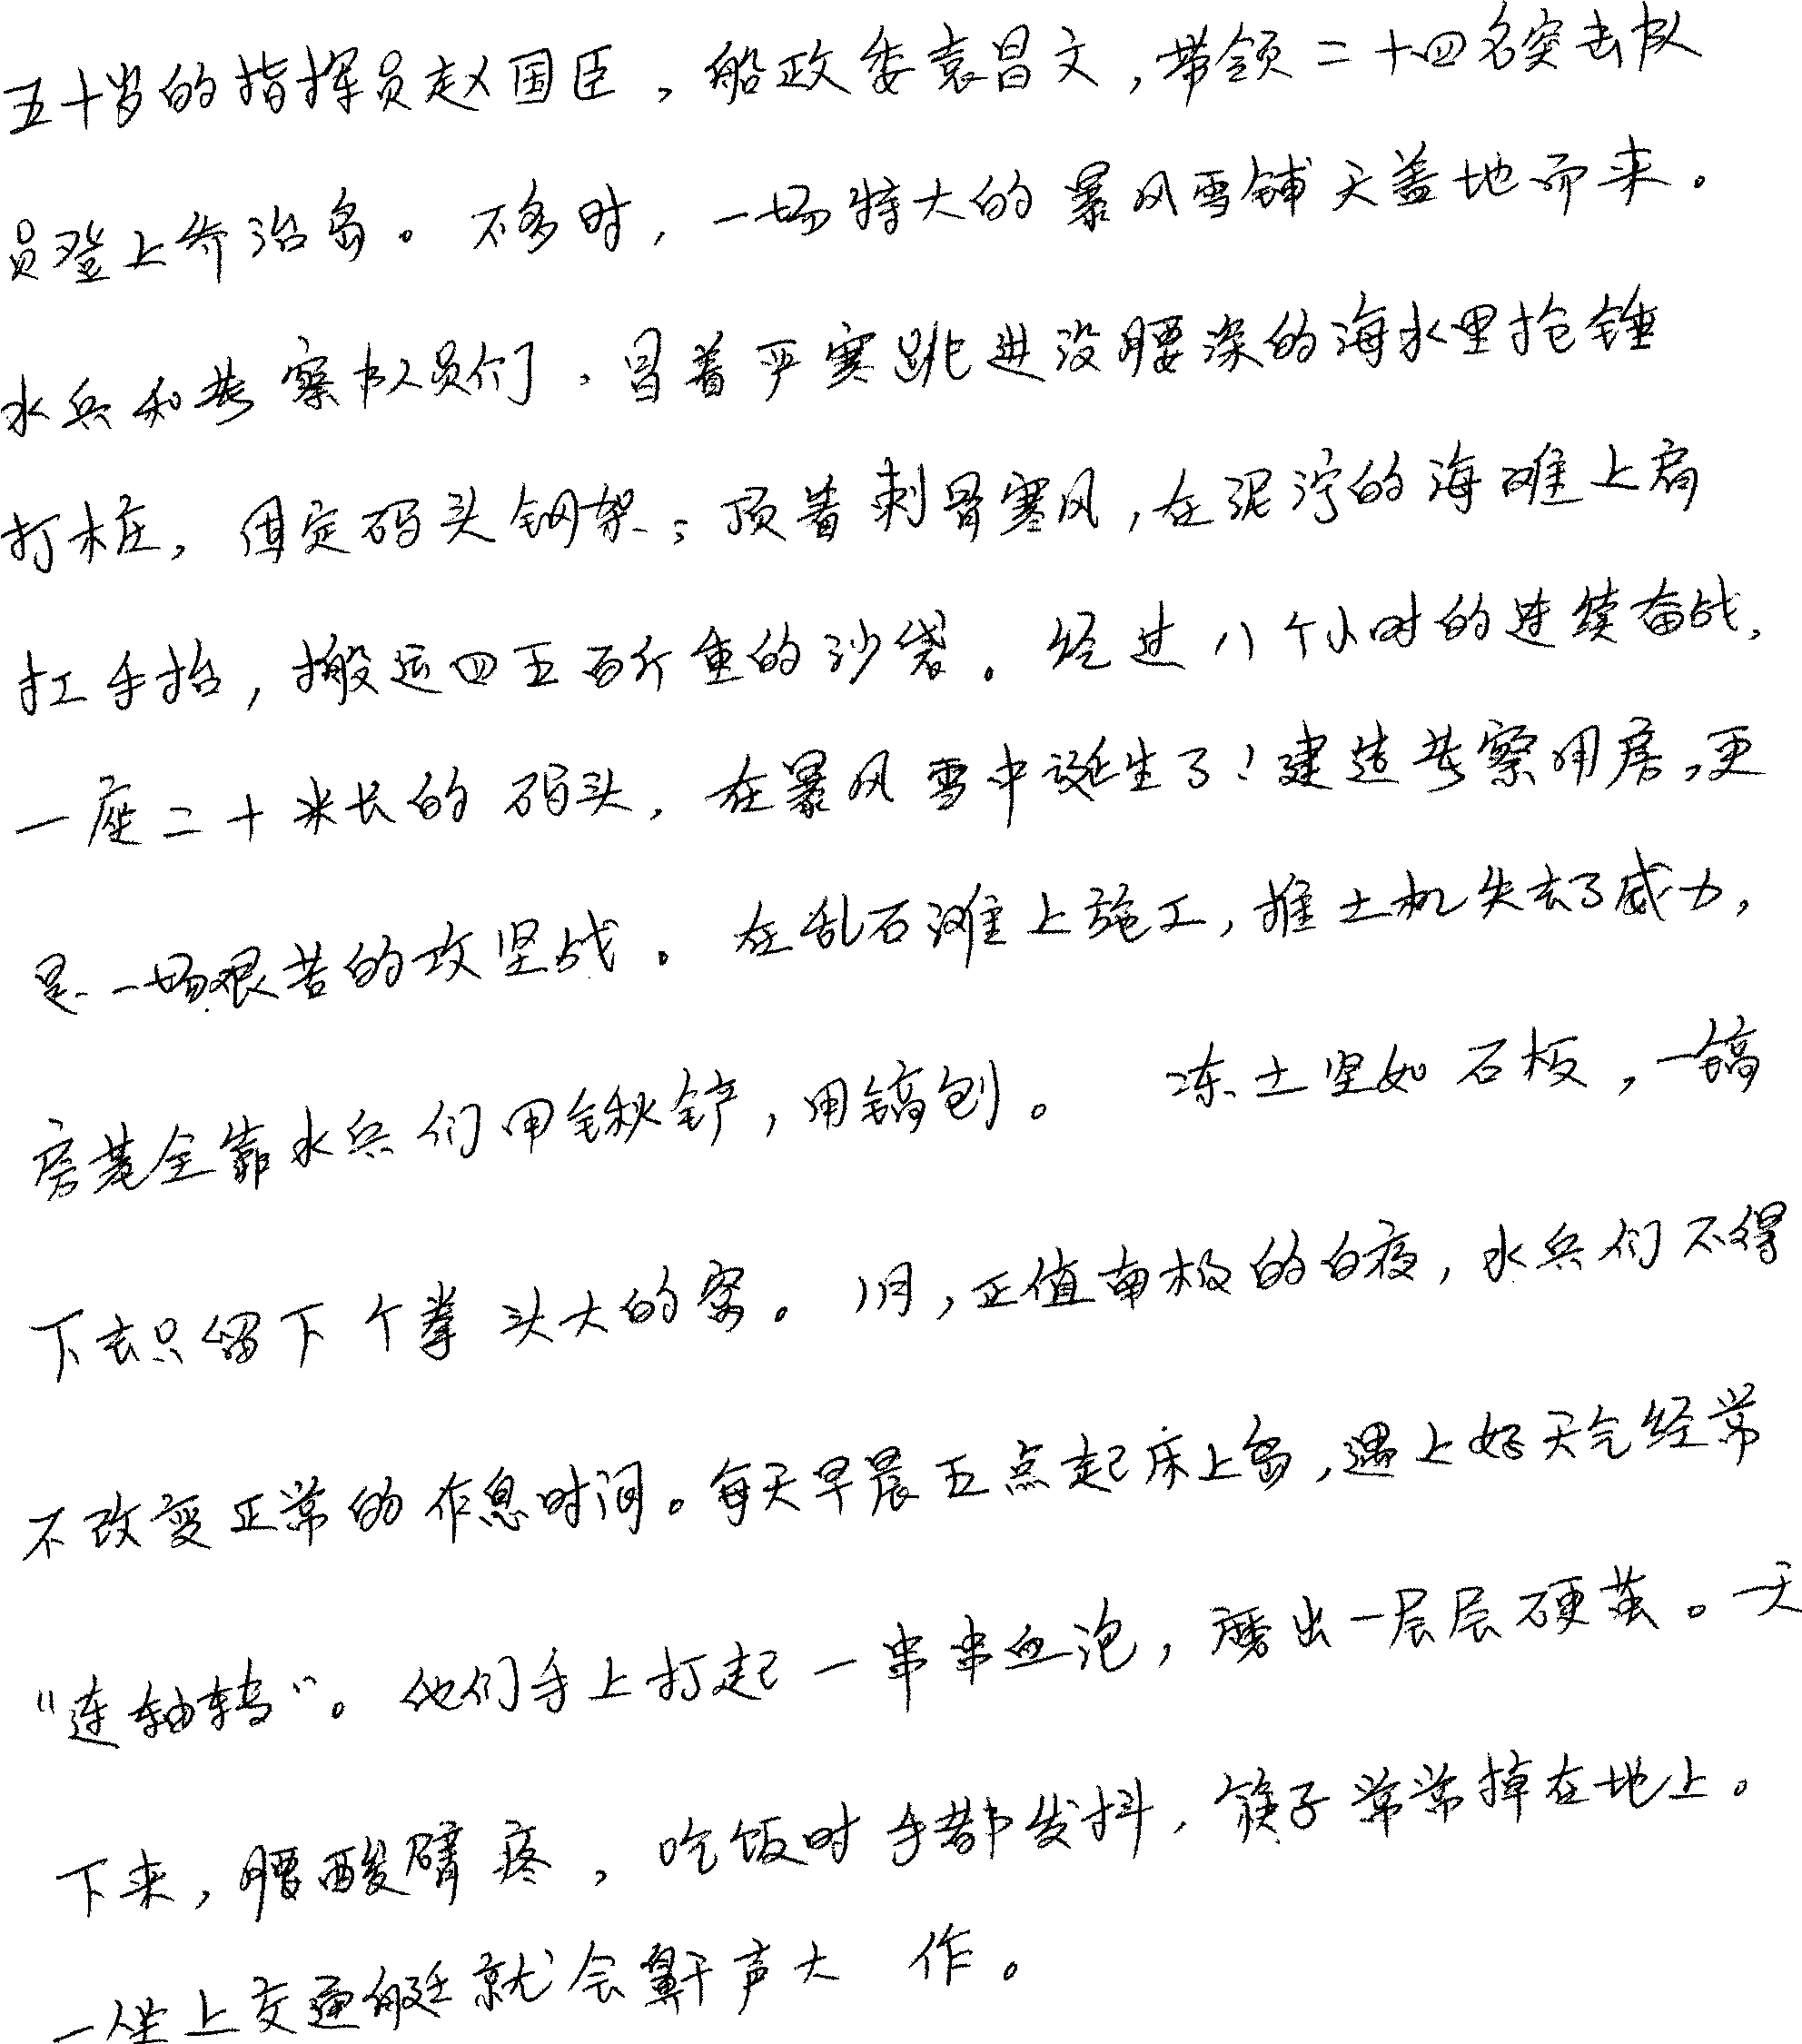 五十岁的指挥员赵国臣，船政委袁昌文，带领二十四名突击队
员登上乔治岛。不多时，一场特大的暴风雪铺天盖地而来。
水兵和考察队员们，冒着严寒跳进没腰深的海水里抡锤
打桩，固定码头钢架；顶着刺骨寒风，在泥泞的海滩上肩
扛手抬，搬运四五百斤重的沙袋。经过八个小时的连续奋战，
一座二十米长的码头，在暴风雪中诞生了！建造考察用房，更
是一场艰苦的攻坚战。在乱石滩上施工，推土机失去了威力，
房基全靠水兵们用锹铲，用镐刨。冻土坚如石板，一镐
下去只留下个拳头大的窝。1月，正值南极的白夜，水兵们不得
不改变正常的作息时间。每天早晨五点起床上岛，遇上好天气经常
“连轴转”。他们手上打起一串串血泡，磨出一层层硬茧。一天
下来，腰酸臂疼，吃饭时手都发抖，筷子常常掉在地上。
一坐上交通艇就会鼾声大作。